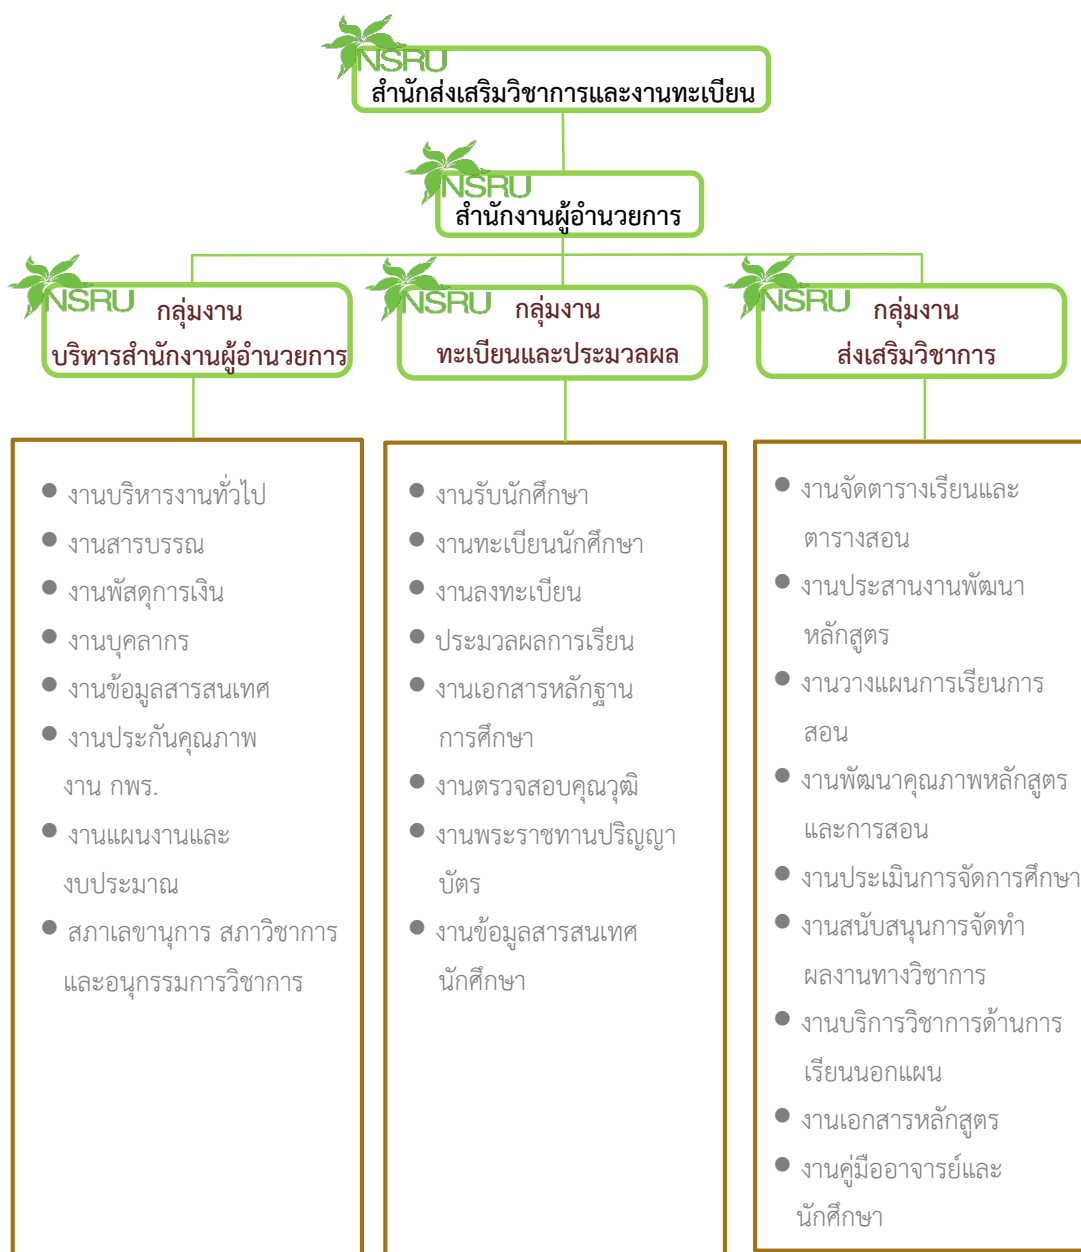 NSRU
สำนักส่งเสริมวิชาการและงานทะเบียน
NSRU
สำนักงานผู้อำนวยการ
NSRU
กลุ่มงาน
บริหารสำนักงานผู้อำนวยการ
NSRU
กลุ่มงาน
ทะเบียนและประมวลผล
NSRU
กลุ่มงาน
ส่งเสริมวิชาการ
● งานบริหารงานทั่วไป
● งานสารบรรณ
● งานพัสดุการเงิน
● งานบุคลากร
● งานข้อมูลสารสนเทศ
● งานประกันคุณภาพ
งาน กพร.
● งานแผนงานและ
งบประมาณ
● สภาเลขานุการ สภาวิชาการ
และอนุกรรมการวิชาการ
● งานรับนักศึกษา
● งานทะเบียนนักศึกษา
● งานลงทะเบียน
● ประมวลผลการเรียน
● งานเอกสารหลักฐาน
การศึกษา
● งานตรวจสอบคุณวุฒิ
● งานพระราชทานปริญญา
บัตร
● งานข้อมูลสารสนเทศ
นักศึกษา
● งานจัดตารางเรียนและ
ตารางสอน
● งานประสานงานพัฒนา
หลักสูตร
● งานวางแผนการเรียนการ
สอน
● งานพัฒนาคุณภาพหลักสูตร
และการสอน
● งานประเมินการจัดการศึกษา
● งานสนับสนุนการจัดทำ
ผลงานทางวิชาการ
● งานบริการวิชาการด้านการ
เรียนนอกแผน
● งานเอกสารหลักสูตร
● งานคู่มืออาจารย์และ
นักศึกษา